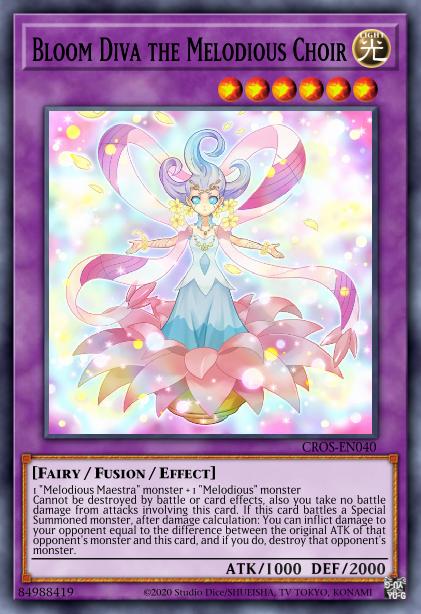 BLOOM DIVA THE MELODIOUS CHOIR
LIGHT
光
CROS-EN040
[FAIRY / FUSION / EFFECT]
1 "Melodious Maestra" monster + 1 "Melodious" monster
Cannot be destroyed by battle or card effects, also you take no battle
damage from attacks involving this card. If this card battles a Special
Summoned monster, after damage calculation: You can inflict damage to
your opponent equal to the difference between the original ATK of that
opponent's monster and this card, and if you do, destroy that opponent's
monster.
ATK/1000 DEF/2000
84988419
©2020 Studio Dice/SHUEISHA, TV TOKYO, KONAMI